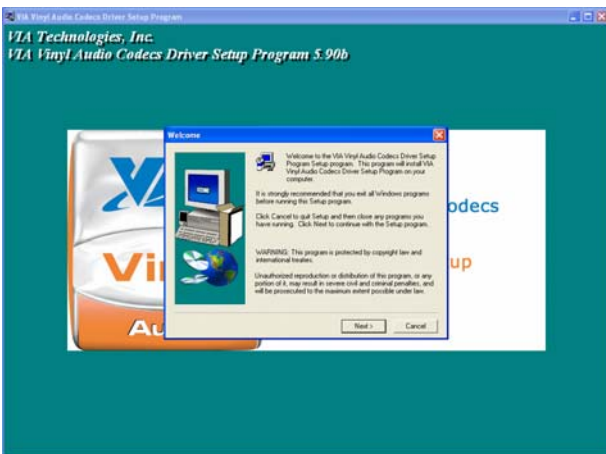 VIA Vinyl Audio Codecs Driver Setup Program
VIA Technologies, Inc.
VIA Vinyl Audio Codecs Driver Setup Program 5.90b
Welcome
Welcome to the VIA Vinyl Audio Codecs Driver Setup
Program Setup program. This program will install VIA
Vinyl Audio Codecs Driver Setup Program on your
computer.
It is strongly recommended that you exit all Windows programs
before running this Setup program.
Click Cancel to quit Setup and then close any programs you
have running. Click Next to continue with the Setup program.
WARNING: This program is protected by copyright law and
international treaties.
Unauthorized reproduction or distribution of this program, or any
portion of it, may result in severe civil and criminal penalties, and
will be prosecuted to the maximum extent possible under law.
Next >
Cancel
VI
odecs
Vi
up
Au